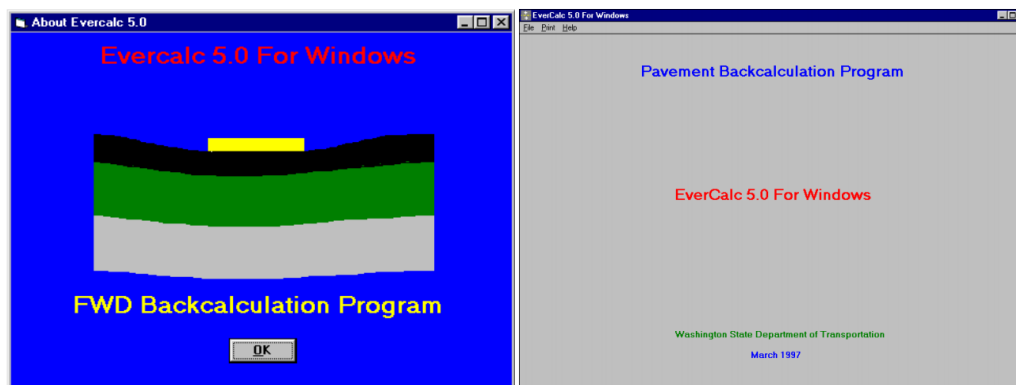 About Evercalc 5.0
Evercalc 5.0 For Windows
FWD Backcalculation Program
OK
EverCalc 5.0 For Windows
File Print Help
Pavement Backcalculation Program
EverCalc 5.0 For Windows
Washington State Department of Transportation
March 1997